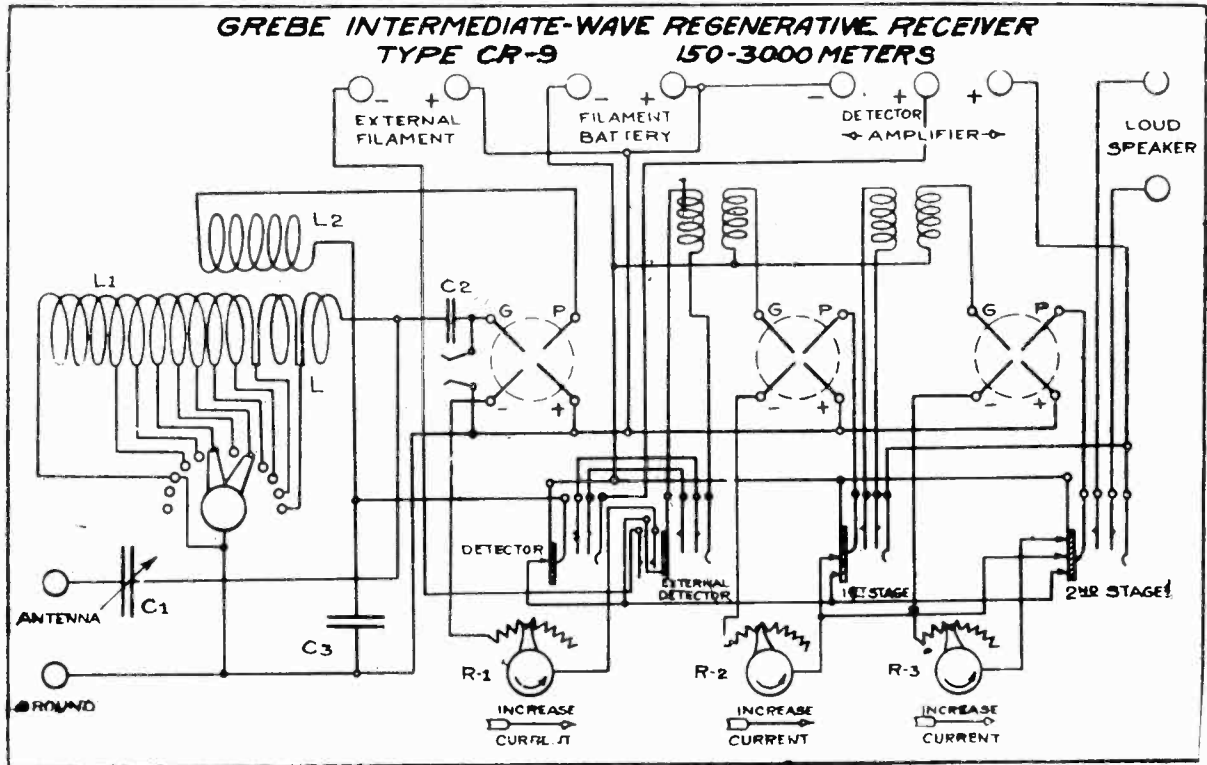 GREBE INTERMEDIATE-WAVE REGENERATIVE RECEIVER
TYPE CR-9 150-3000 METERS
- + - + - + +
EXTERNAL
FILAMENT
FILAMENT
BATTERY
DETECTOR
AMPLIFIER
LOUD
SPEAKER
L2
L1
L
C2
G P
- +
G P
- +
G P
- +
DETECTOR
EXTERNAL
DETECTOR
1ST STAGE
2ND STAGE
ANTENNA
C1
C3
R-1
R-2
R-3
INCREASE
INCREASE
CURRENT
INCREASE
CURRENT